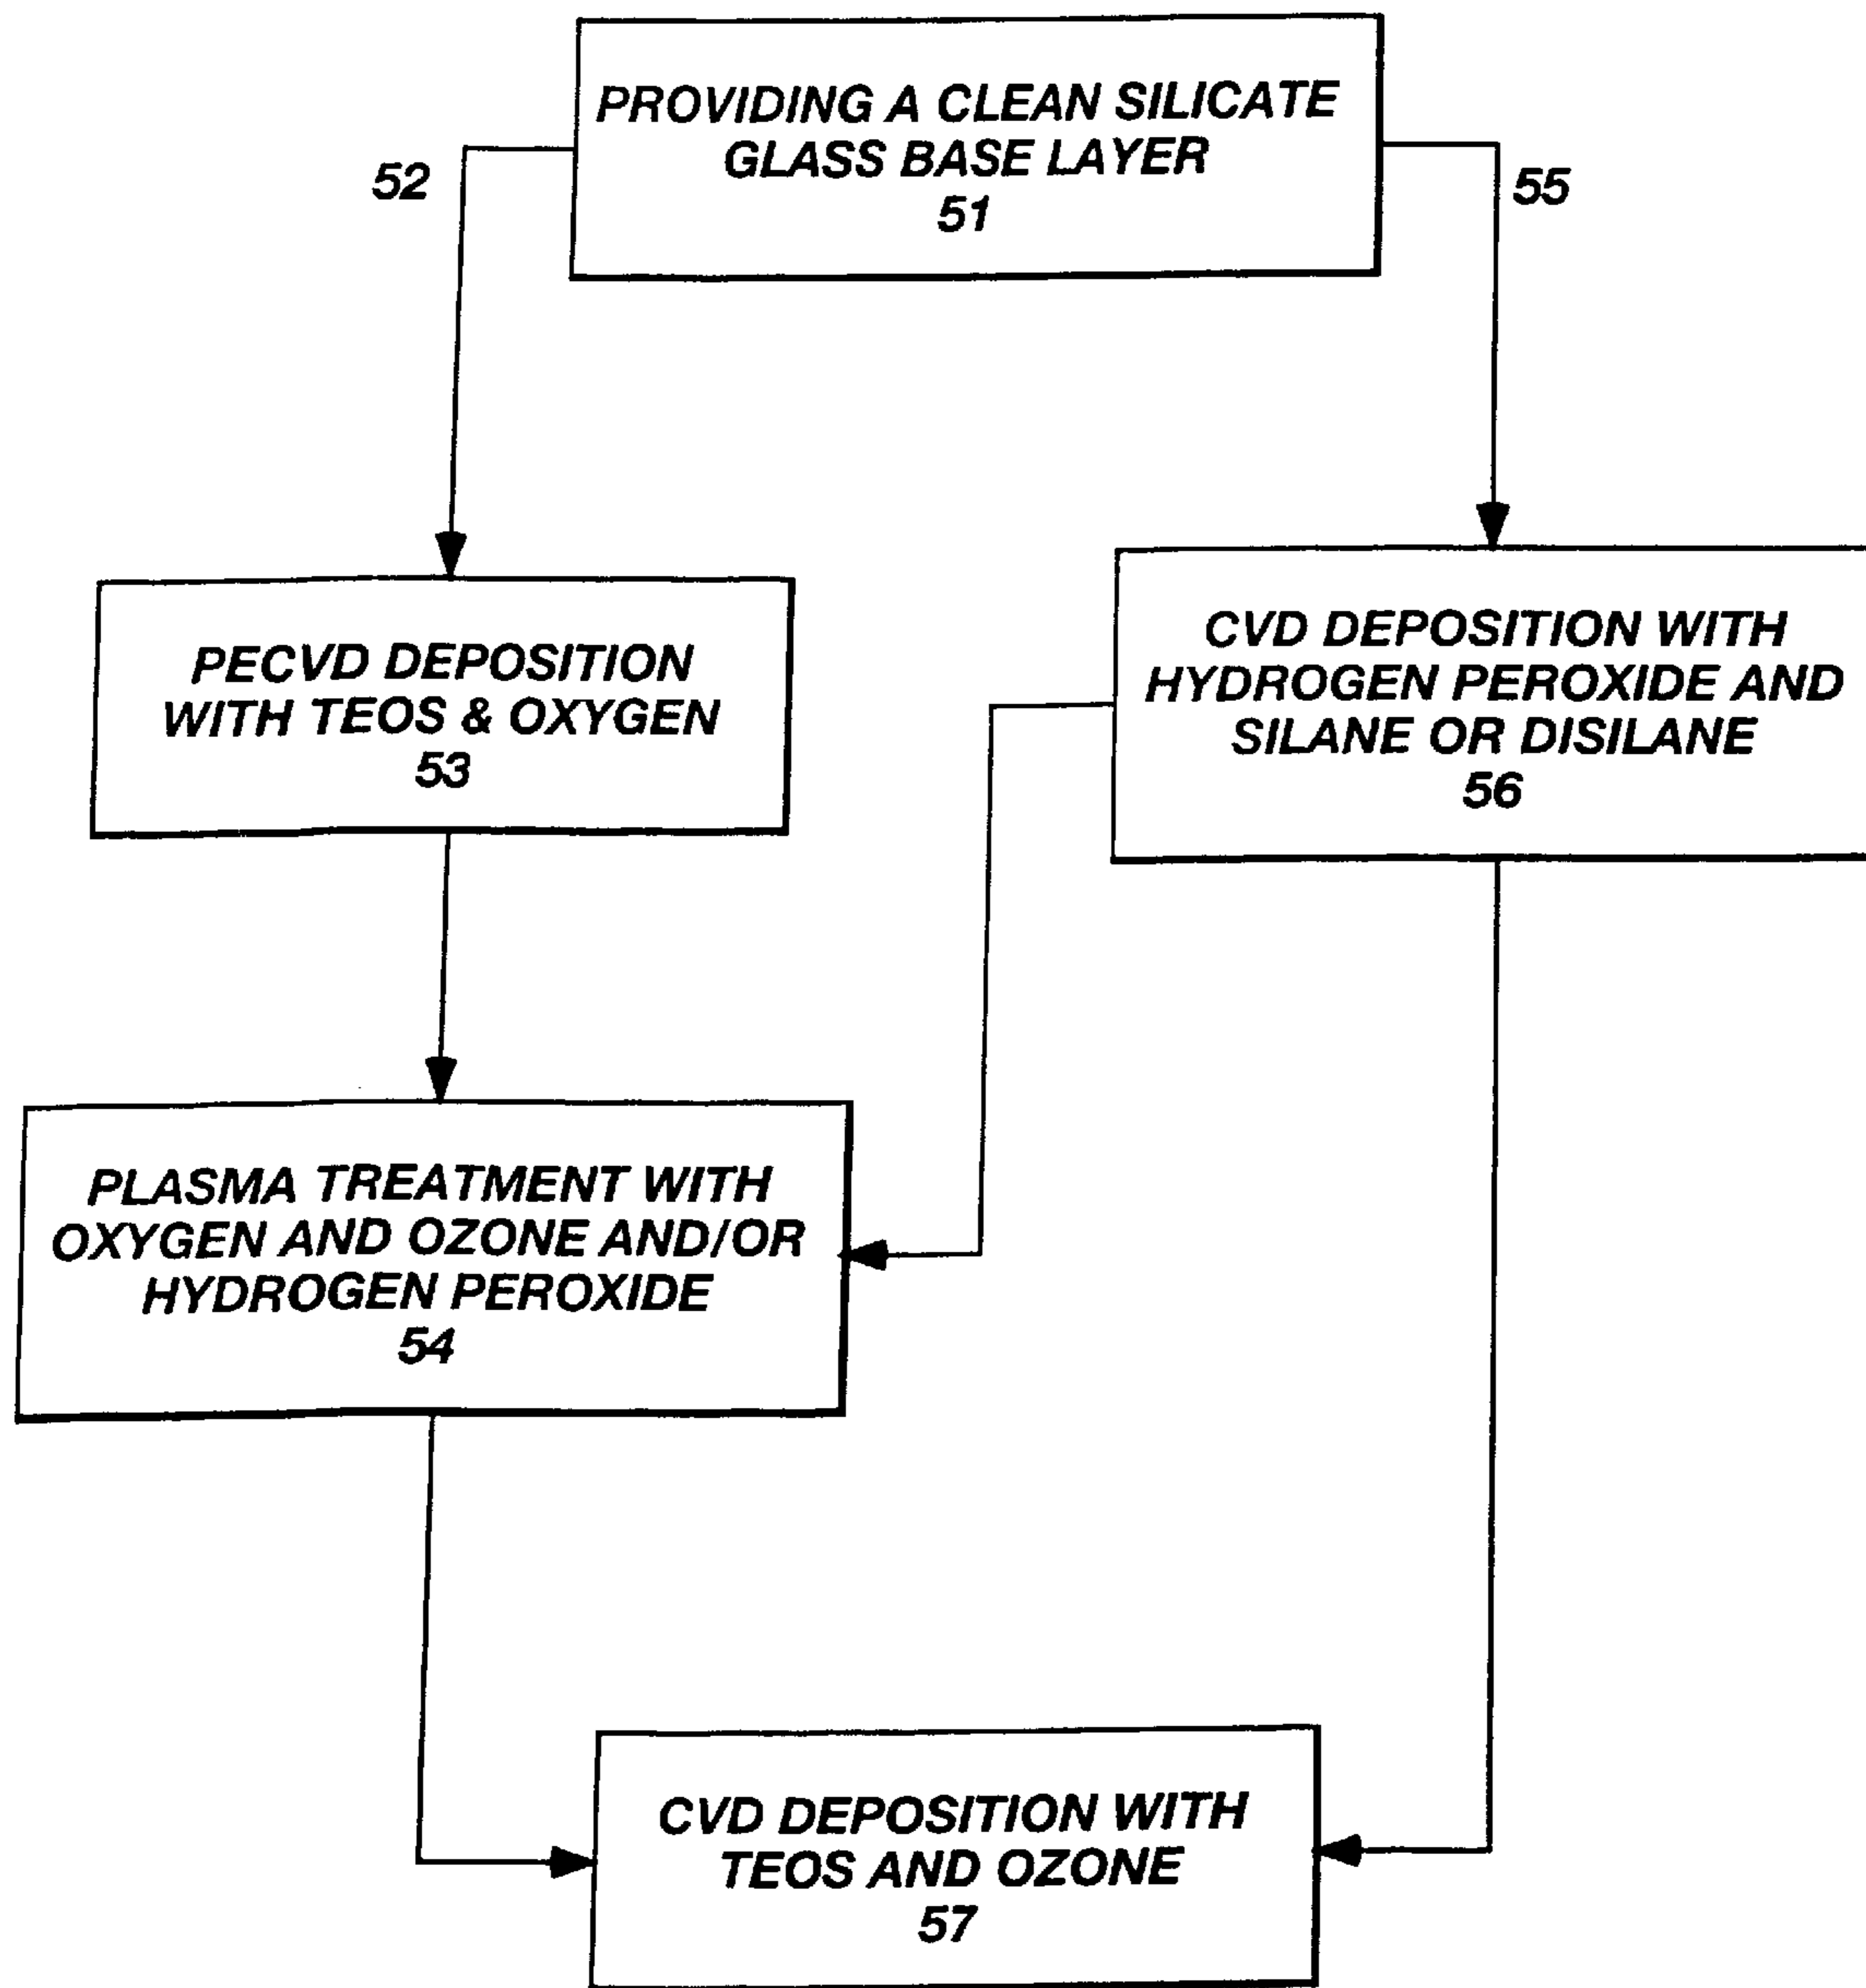 PROVIDING A CLEAN SILICATE
GLASS BASE LAYER
51
52
55
PECVD DEPOSITION
WITH TEOS & OXYGEN
53
CVD DEPOSITION WITH
HYDROGEN PEROXIDE AND
SILANE OR DISILANE
56
PLASMA TREATMENT WITH
OXYGEN AND OZONE AND/OR
HYDROGEN PEROXIDE
54
CVD DEPOSITION WITH
TEOS AND OZONE
57